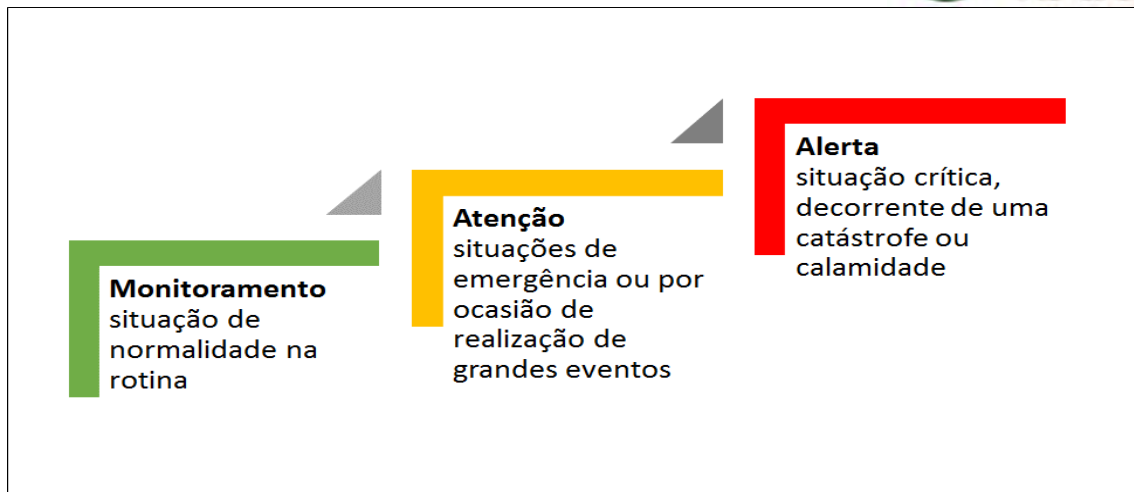 Monitoramento
situação de
normalidade na
rotina
Atenção
situações de
emergência ou por
ocasião de
realização de
grandes eventos
Alerta
situação crítica,
decorrente de uma
catástrofe ou
calamidade